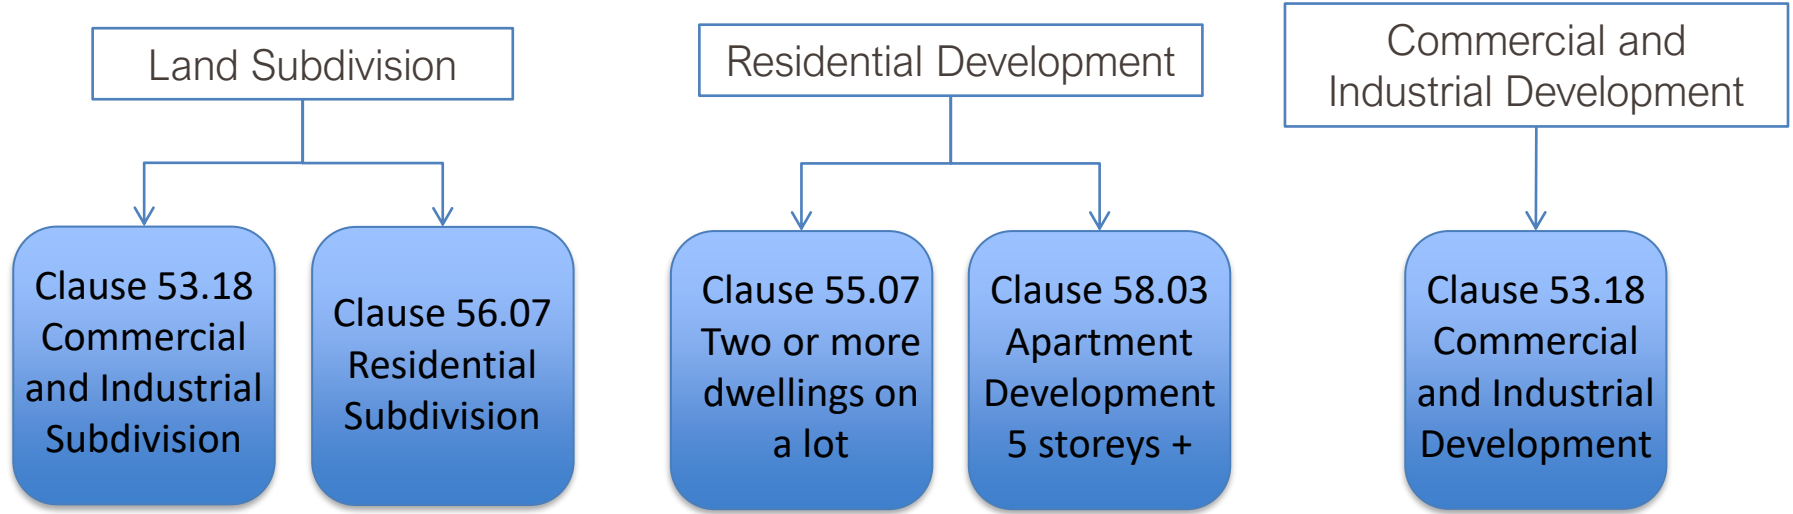 Land Subdivision
Residential Development
Commercial and
Industrial Development
Clause 53.18
Commercial
and Industrial
Subdivision
Clause 56.07
Residential
Subdivision
Clause 55.07
Two or more
dwellings on
a lot
Clause 58.03
Apartment
Development
5 storeys +
Clause 53.18
Commercial
and Industrial
Development